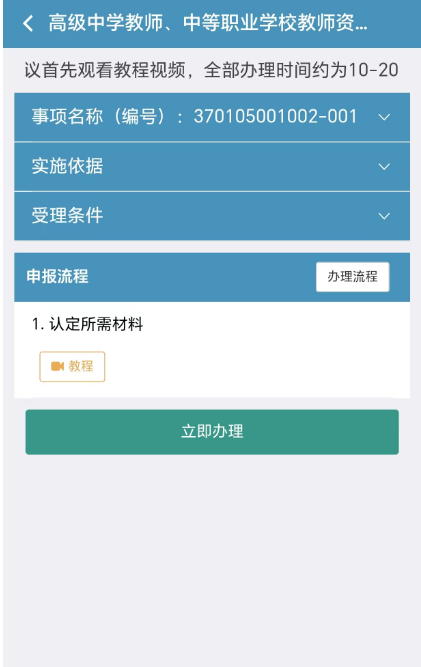 高级中学教师、中等职业学校教师资...
议首先观看教程视频，全部办理时间约为10-20
事项名称（编号）：370105001002-001
实施依据
受理条件
申报流程
办理流程
1. 认定所需材料
教程
立即办理